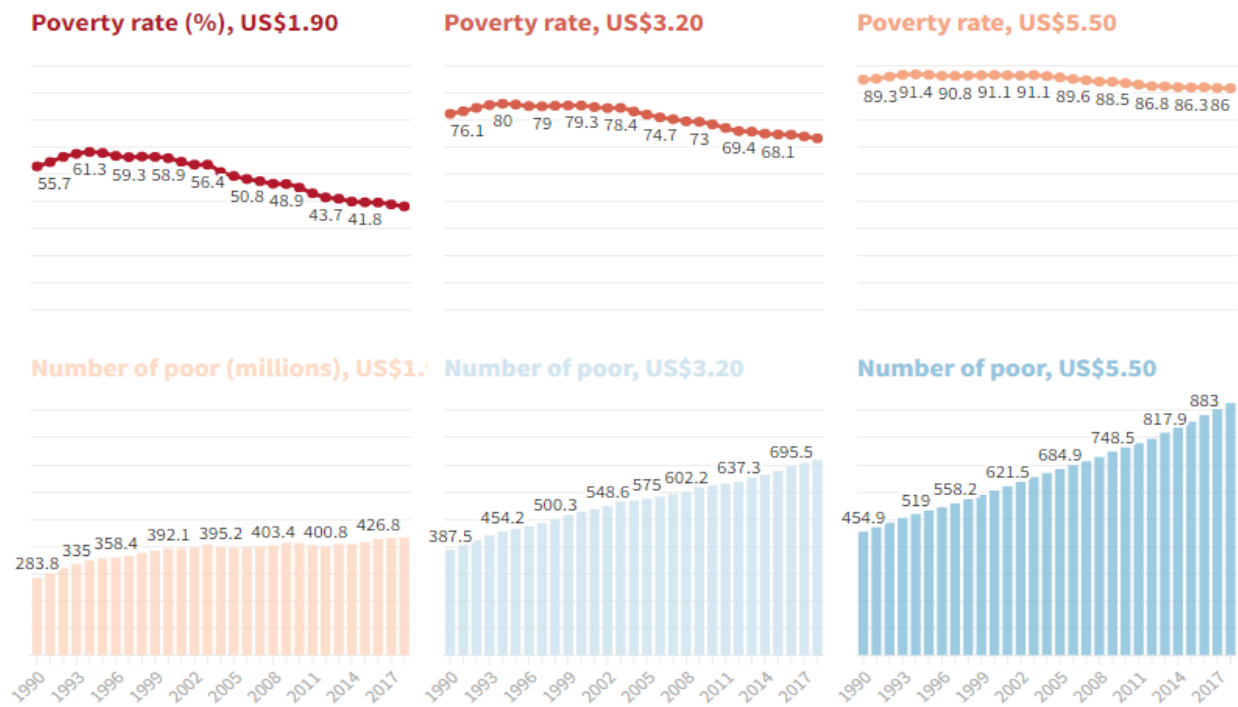 Poverty rate (%), US$1.90
55.7 61.3 59.3 58.9 56.4 50.8 48.9 43.7 41.8
Poverty rate, US$3.20
76.1 80 79 79.3 78.4 74.7 73 69.4 68.1
Poverty rate, US$5.50
89.3 91.4 90.8 91.1 91.1 89.6 88.5 86.8 86.3 86
Number of poor (millions), US$1.9
283.8 335 358.4 392.1 395.2 403.4 400.8 426.8
1990 1993 1996 1999 2002 2005 2008 2011 2014 2017
Number of poor, US$3.20
387.5 454.2 500.3 548.6 575 602.2 637.3 695.5
1990 1993 1996 1999 2002 2005 2008 2011 2014 2017
Number of poor, US$5.50
454.9 519 558.2 621.5 684.9 748.5 817.9 883
1990 1993 1996 1999 2002 2005 2008 2011 2014 2017